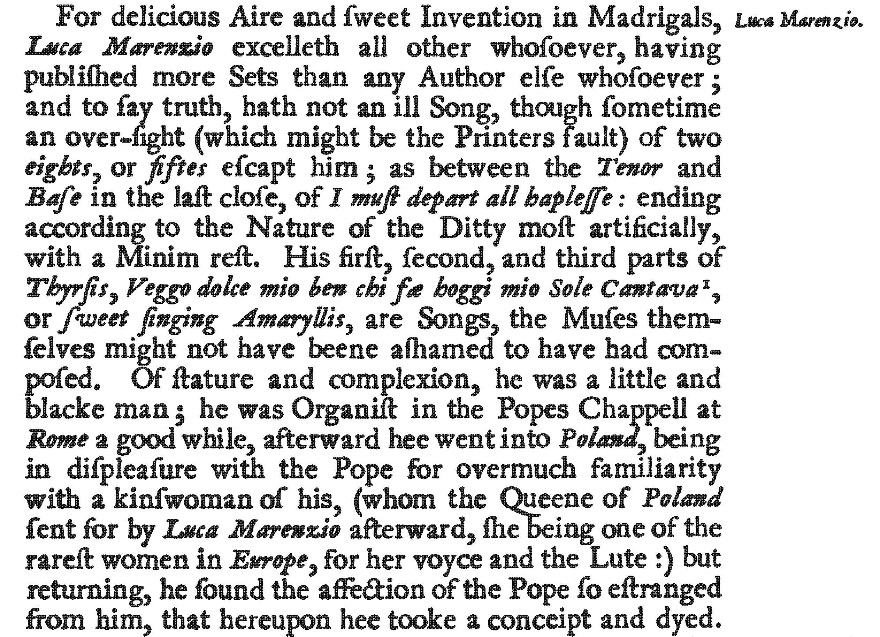 For delicious Aire and ſweet Invention in Madrigals, Luca Marenzio.
Luca Marenzio excelleth all other whoſoever, having
publiſhed more Sets than any Author elſe whoſoever;
and to ſay truth, hath not an ill Song, though ſometime
an over-ſight (which might be the Printers fault) of two
eights, or fiftes eſcapt him; as between the Tenor and
Baſe in the laſt cloſe, of I muſt depart all hapleſſe: ending
according to the Nature of the Ditty moſt artificially,
with a Minim reſt. His firſt, ſecond, and third parts of
Thyrſis, Veggo dolce mio ben chi fæ hoggi mio Sole Cantava¹,
or ſweet ſinging Amaryllis, are Songs, the Muſes them-
ſelves might not have beene aſhamed to have had com-
poſed. Of ſtature and complexion, he was a little and
blacke man; he was Organiſt in the Popes Chappell at
Rome a good while, afterward hee went into Poland, being
in diſpleaſure with the Pope for overmuch familiarity
with a kinſwoman of his, (whom the Queene of Poland
ſent for by Luca Marenzio afterward, ſhe being one of the
rareſt women in Europe, for her voyce and the Lute:) but
returning, he found the affection of the Pope ſo eſtranged
from him, that hereupon hee tooke a conceipt and dyed.